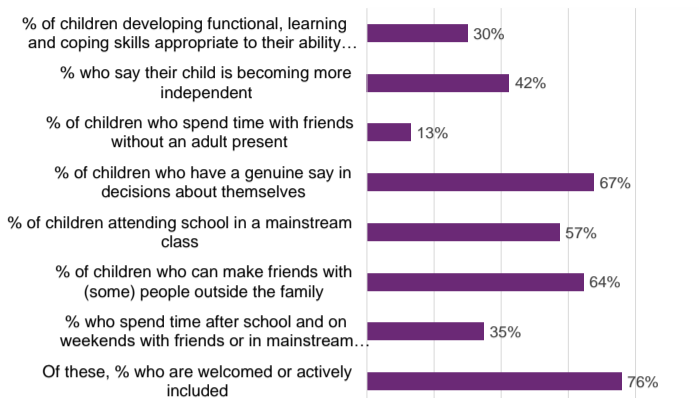 % of children developing functional, learning
and coping skills appropriate to their ability…
30%
% who say their child is becoming more
independent
42%
% of children who spend time with friends
without an adult present
13%
% of children who have a genuine say in
decisions about themselves
67%
% of children attending school in a mainstream
class
57%
% of children who can make friends with
(some) people outside the family
64%
% who spend time after school and on
weekends with friends or in mainstream…
35%
Of these, % who are welcomed or actively
included
76%